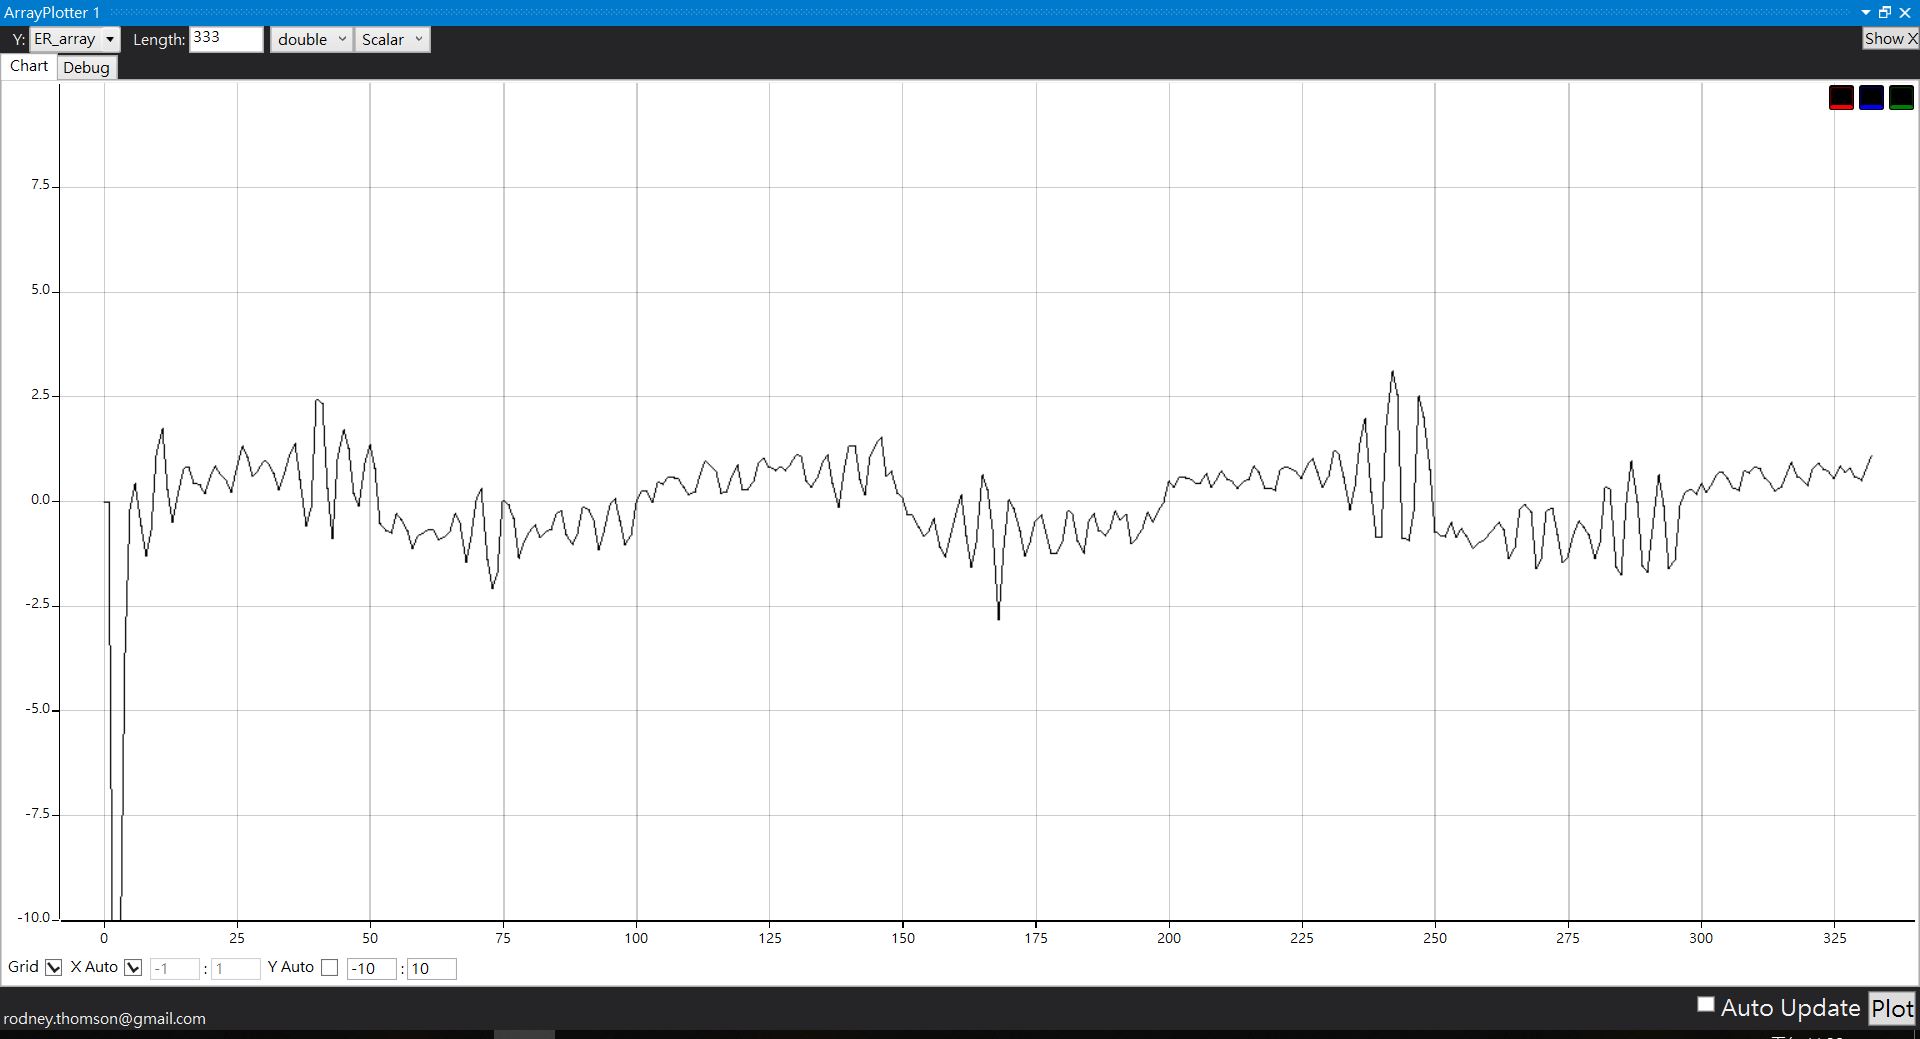 ArrayPlotter 1
Y: ER_array Length: 333 double Scalar Show X
Chart Debug
7.5
5.0
2.5
0.0
-2.5
-5.0
-7.5
-10.0
0 25 50 75 100 125 150 175 200 225 250 275 300 325
Grid X Auto -1 : 1 Y Auto -10 : 10
Auto Update Plot
rodney.thomson@gmail.com